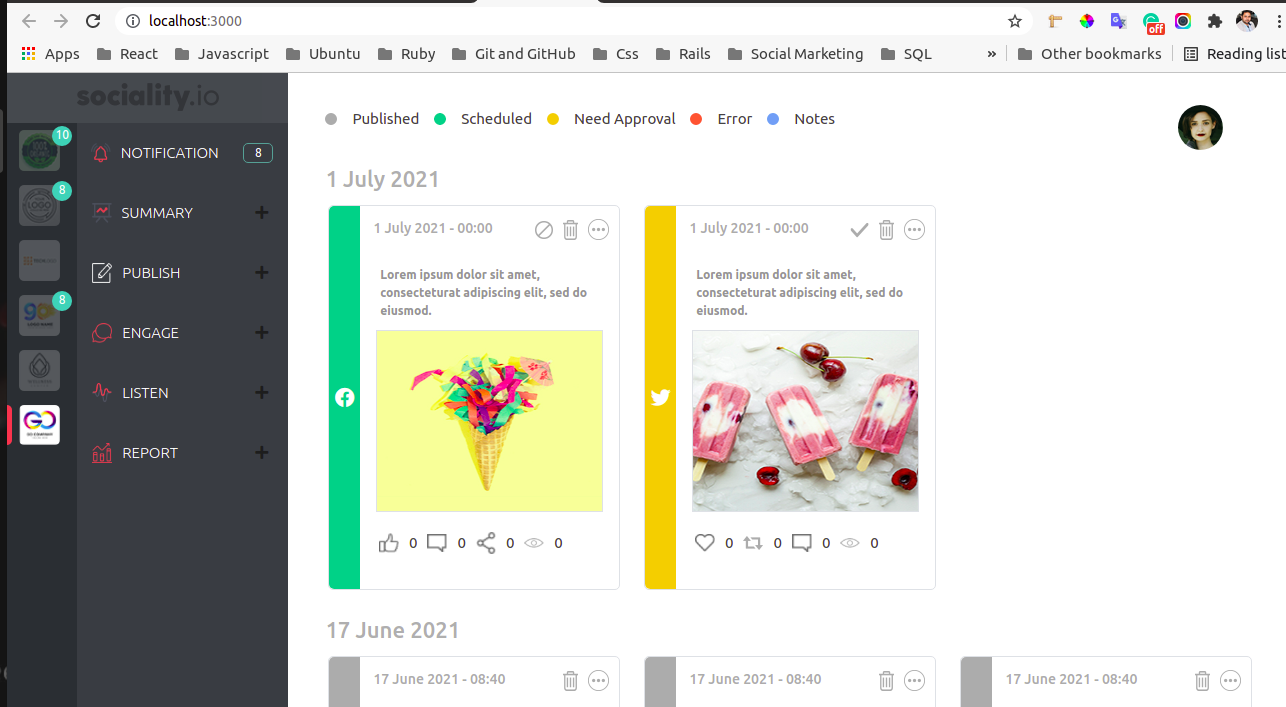 localhost:3000
off
Apps React Javascript Ubuntu Ruby Git and GitHub Css Rails Social Marketing SQL » Other bookmarks Reading list
sociality.io
Published Scheduled Need Approval Error Notes
10
NOTIFICATION 8
8
SUMMARY +
PUBLISH +
8
ENGAGE +
LISTEN +
GO
REPORT +
1 July 2021
1 July 2021 - 00:00
Lorem ipsum dolor sit amet,
consecteturat adipiscing elit, sed do
eiusmod.
0 0 0 0
1 July 2021 - 00:00
Lorem ipsum dolor sit amet,
consecteturat adipiscing elit, sed do
eiusmod.
0 0 0 0
17 June 2021
17 June 2021 - 08:40
17 June 2021 - 08:40
17 June 2021 - 08:40